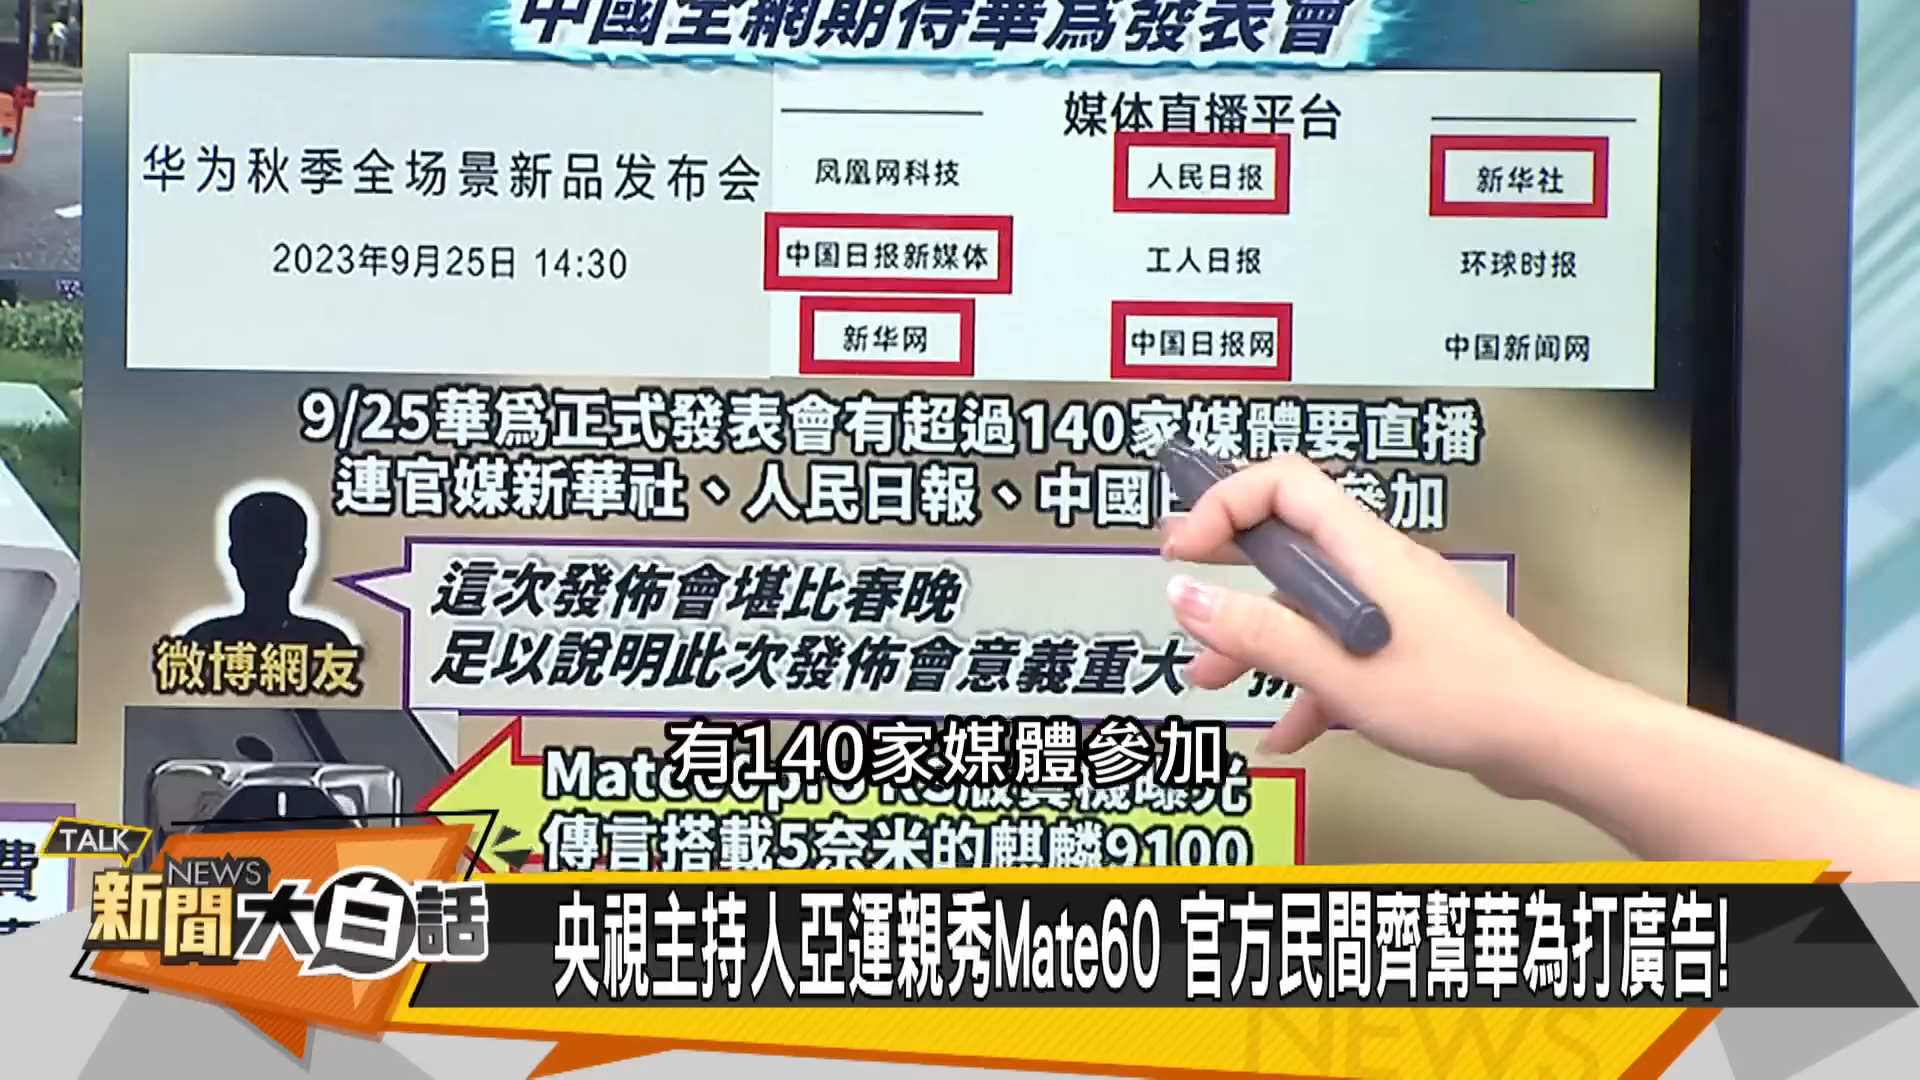 中國全網期待華為發表會
华为秋季全场景新品发布会
2023年9月25日 14:30
媒体直播平台
凤凰网科技
人民日报
新华社
中国日报新媒体
工人日报
环球时报
新华网
中国日报网
中国新闻网
9/25華為正式發表會有超過140家媒體要直播
連官媒新華社、人民日報、中國日 參加
微博網友
這次發佈會堪比春晚
足以說明此次發佈會意義重大
有140家媒體參加
傳言搭載5奈米的麒麟9100
費
TALK
NEWS
新聞大白話
央視主持人亞運親秀Mate60 官方民間齊幫華為打廣告!
NEWS